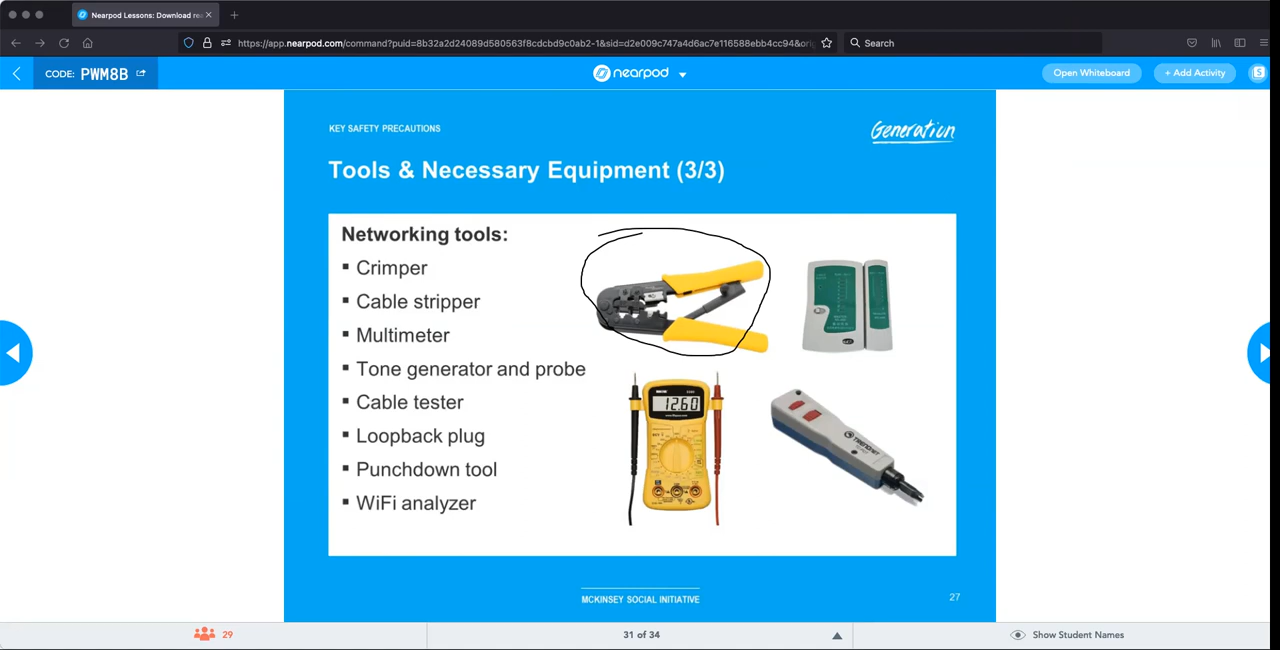 Nearpod Lessons: Download re
https://app.nearpod.com/command?puid=8b32a2d24089d580563f8cdcbd9c0ab2-1&sid=d2e009c747a4d6ac7e116588ebb4cc94&ori
Search
CODE: PWM8B
nearpod
Open Whiteboard
+ Add Activity
S
KEY SAFETY PRECAUTIONS
Generation
Tools & Necessary Equipment (3/3)
Networking tools:
▪ Crimper
▪ Cable stripper
▪ Multimeter
▪ Tone generator and probe
▪ Cable tester
▪ Loopback plug
▪ Punchdown tool
▪ WiFi analyzer
12.60
TRENDNET
MCKINSEY SOCIAL INITIATIVE
27
29
31 of 34
Show Student Names